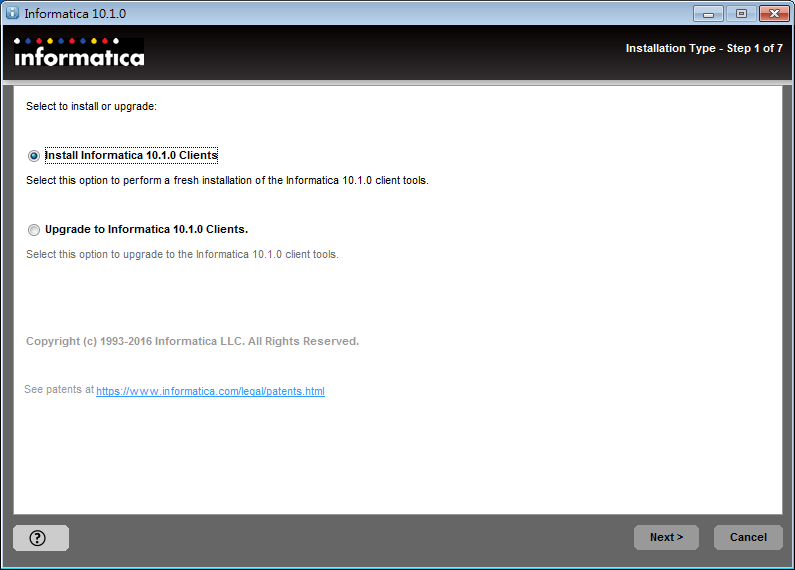 Informatica 10.1.0
informatica
Installation Type - Step 1 of 7
Select to install or upgrade:
Install Informatica 10.1.0 Clients
Select this option to perform a fresh installation of the Informatica 10.1.0 client tools.
Upgrade to Informatica 10.1.0 Clients.
Select this option to upgrade to the Informatica 10.1.0 client tools.
Copyright (c) 1993-2016 Informatica LLC. All Rights Reserved.
See patents at https://www.informatica.com/legal/patents.html
?
Next >
Cancel